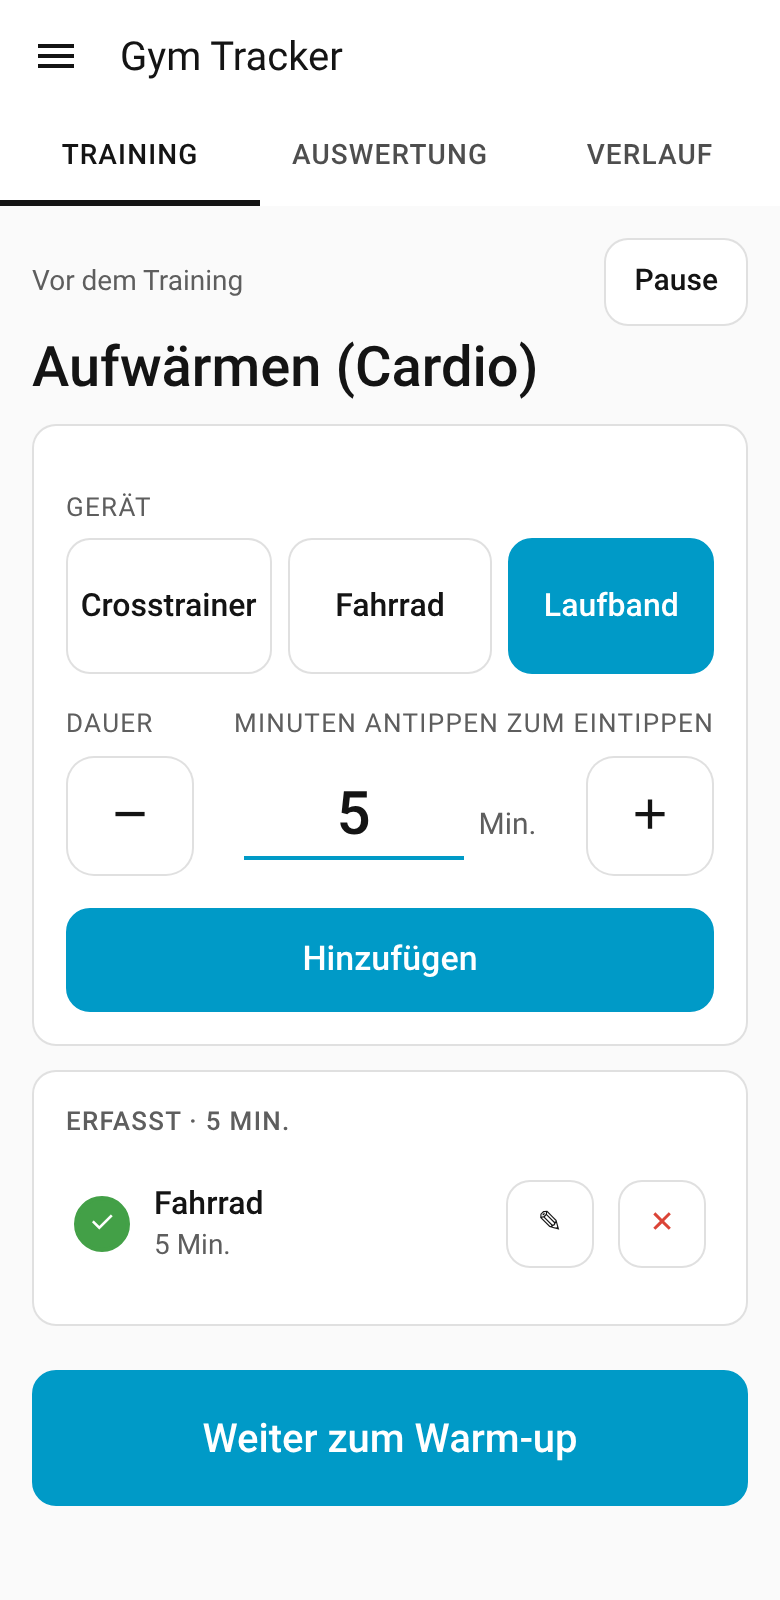 Gym Tracker
TRAINING AUSWERTUNG VERLAUF
Vor dem Training
Pause
Aufwärmen (Cardio)
GERÄT
Crosstrainer Fahrrad Laufband
DAUER MINUTEN ANTIPPEN ZUM EINTIPPEN
− 5 Min. +
Hinzufügen
ERFASST · 5 MIN.
Fahrrad
5 Min.
Weiter zum Warm-up